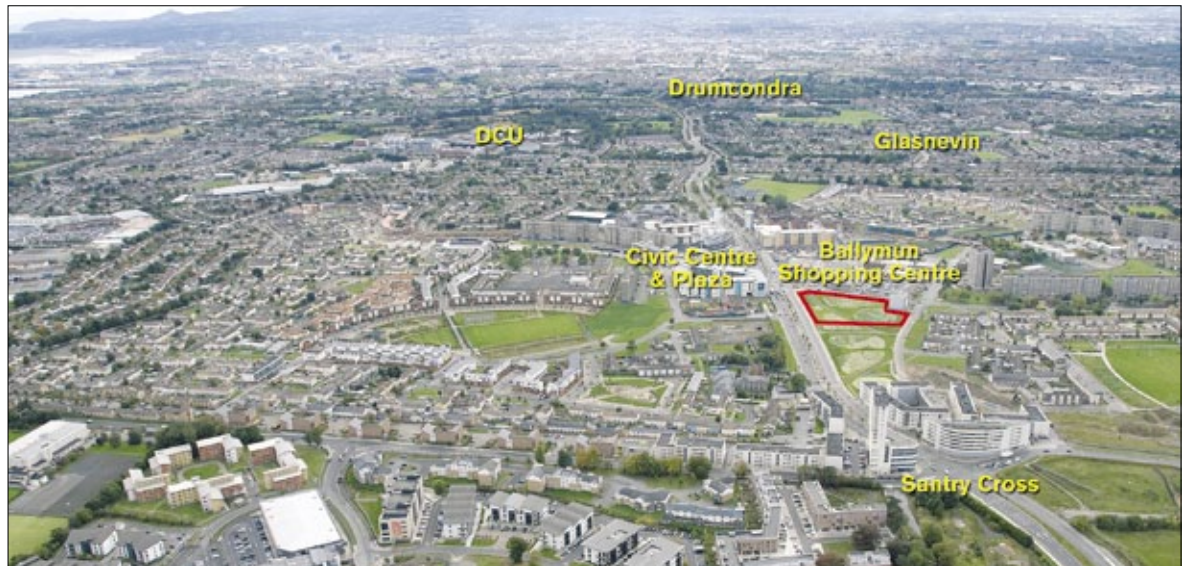 Drumcondra
DCU
Glasnevin
Civic Centre
& Plaza
Ballymun
Shopping Centre
Santry Cross